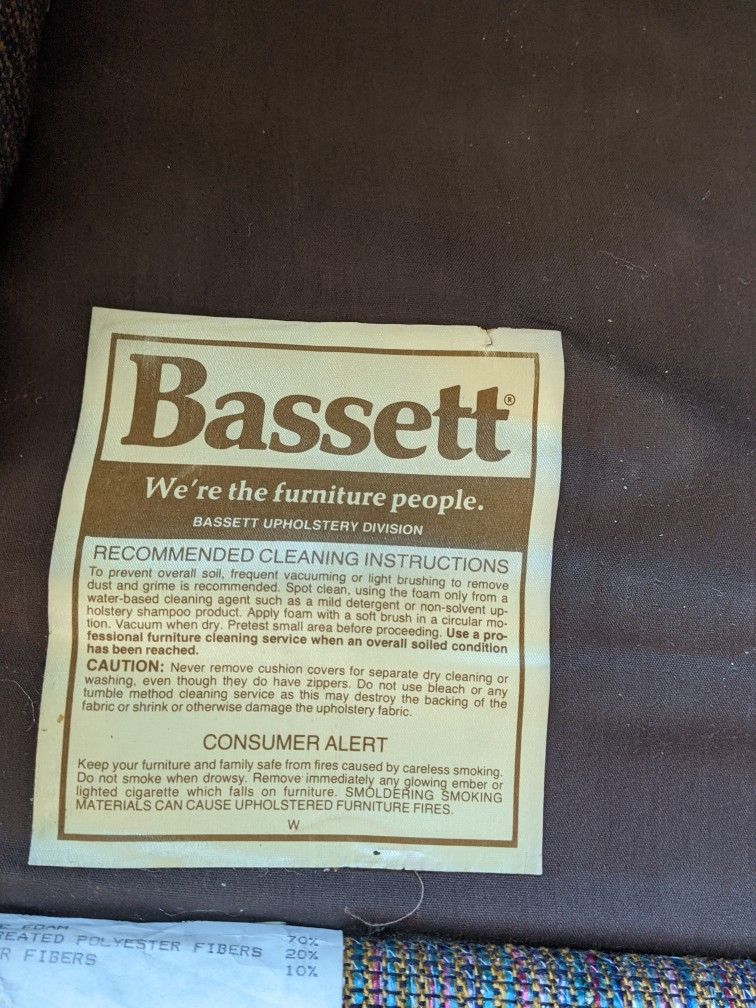 Bassett®
We're the furniture people.
BASSETT UPHOLSTERY DIVISION
RECOMMENDED CLEANING INSTRUCTIONS
To prevent overall soil, frequent vacuuming or light brushing to remove
dust and grime is recommended. Spot clean, using the foam only from a
water-based cleaning agent such as a mild detergent or non-solvent up-
holstery shampoo product. Apply foam with a soft brush in a circular mo-
tion. Vacuum when dry. Pretest small area before proceeding. Use a pro-
fessional furniture cleaning service when an overall soiled condition
has been reached.
CAUTION: Never remove cushion covers for separate dry cleaning or
washing, even though they do have zippers. Do not use bleach or any
tumble method cleaning service as this may destroy the backing of the
fabric or shrink or otherwise damage the upholstery fabric.
CONSUMER ALERT
Keep your furniture and family safe from fires caused by careless smoking.
Do not smoke when drowsy. Remove immediately any glowing ember or
lighted cigarette which falls on furniture. SMOLDERING SMOKING
MATERIALS CAN CAUSE UPHOLSTERED FURNITURE FIRES.
W
FOAM 70%
POLYESTER FIBERS 20%
FIBERS 10%